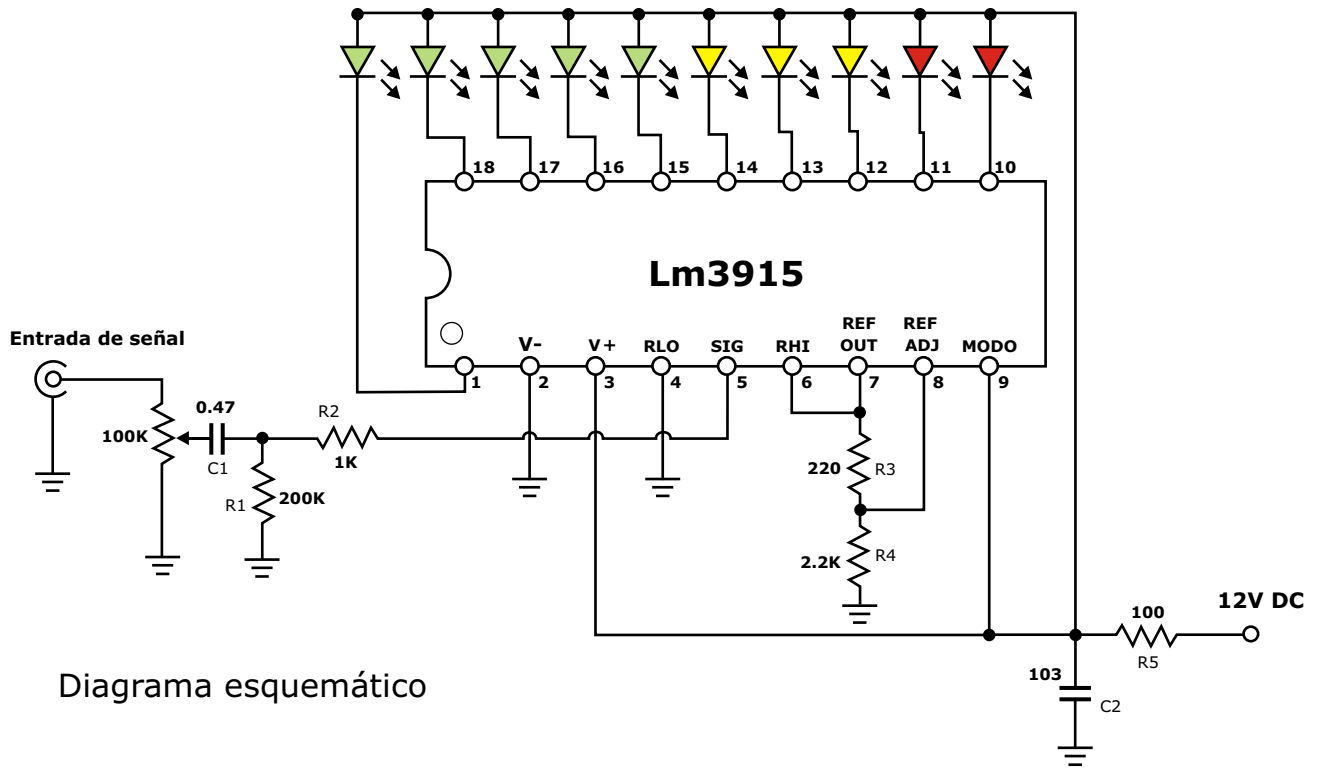 18 17 16 15 14 13 12 11 10
Lm3915
Entrada de señal
V- V+ RLO SIG RHI REF OUT REF ADJ MODO
1 2 3 4 5 6 7 8 9
100K
0.47
C1
R2
1K
R1
200K
220
R3
2.2K
R4
12V DC
100
R5
103
C2
Diagrama esquemático